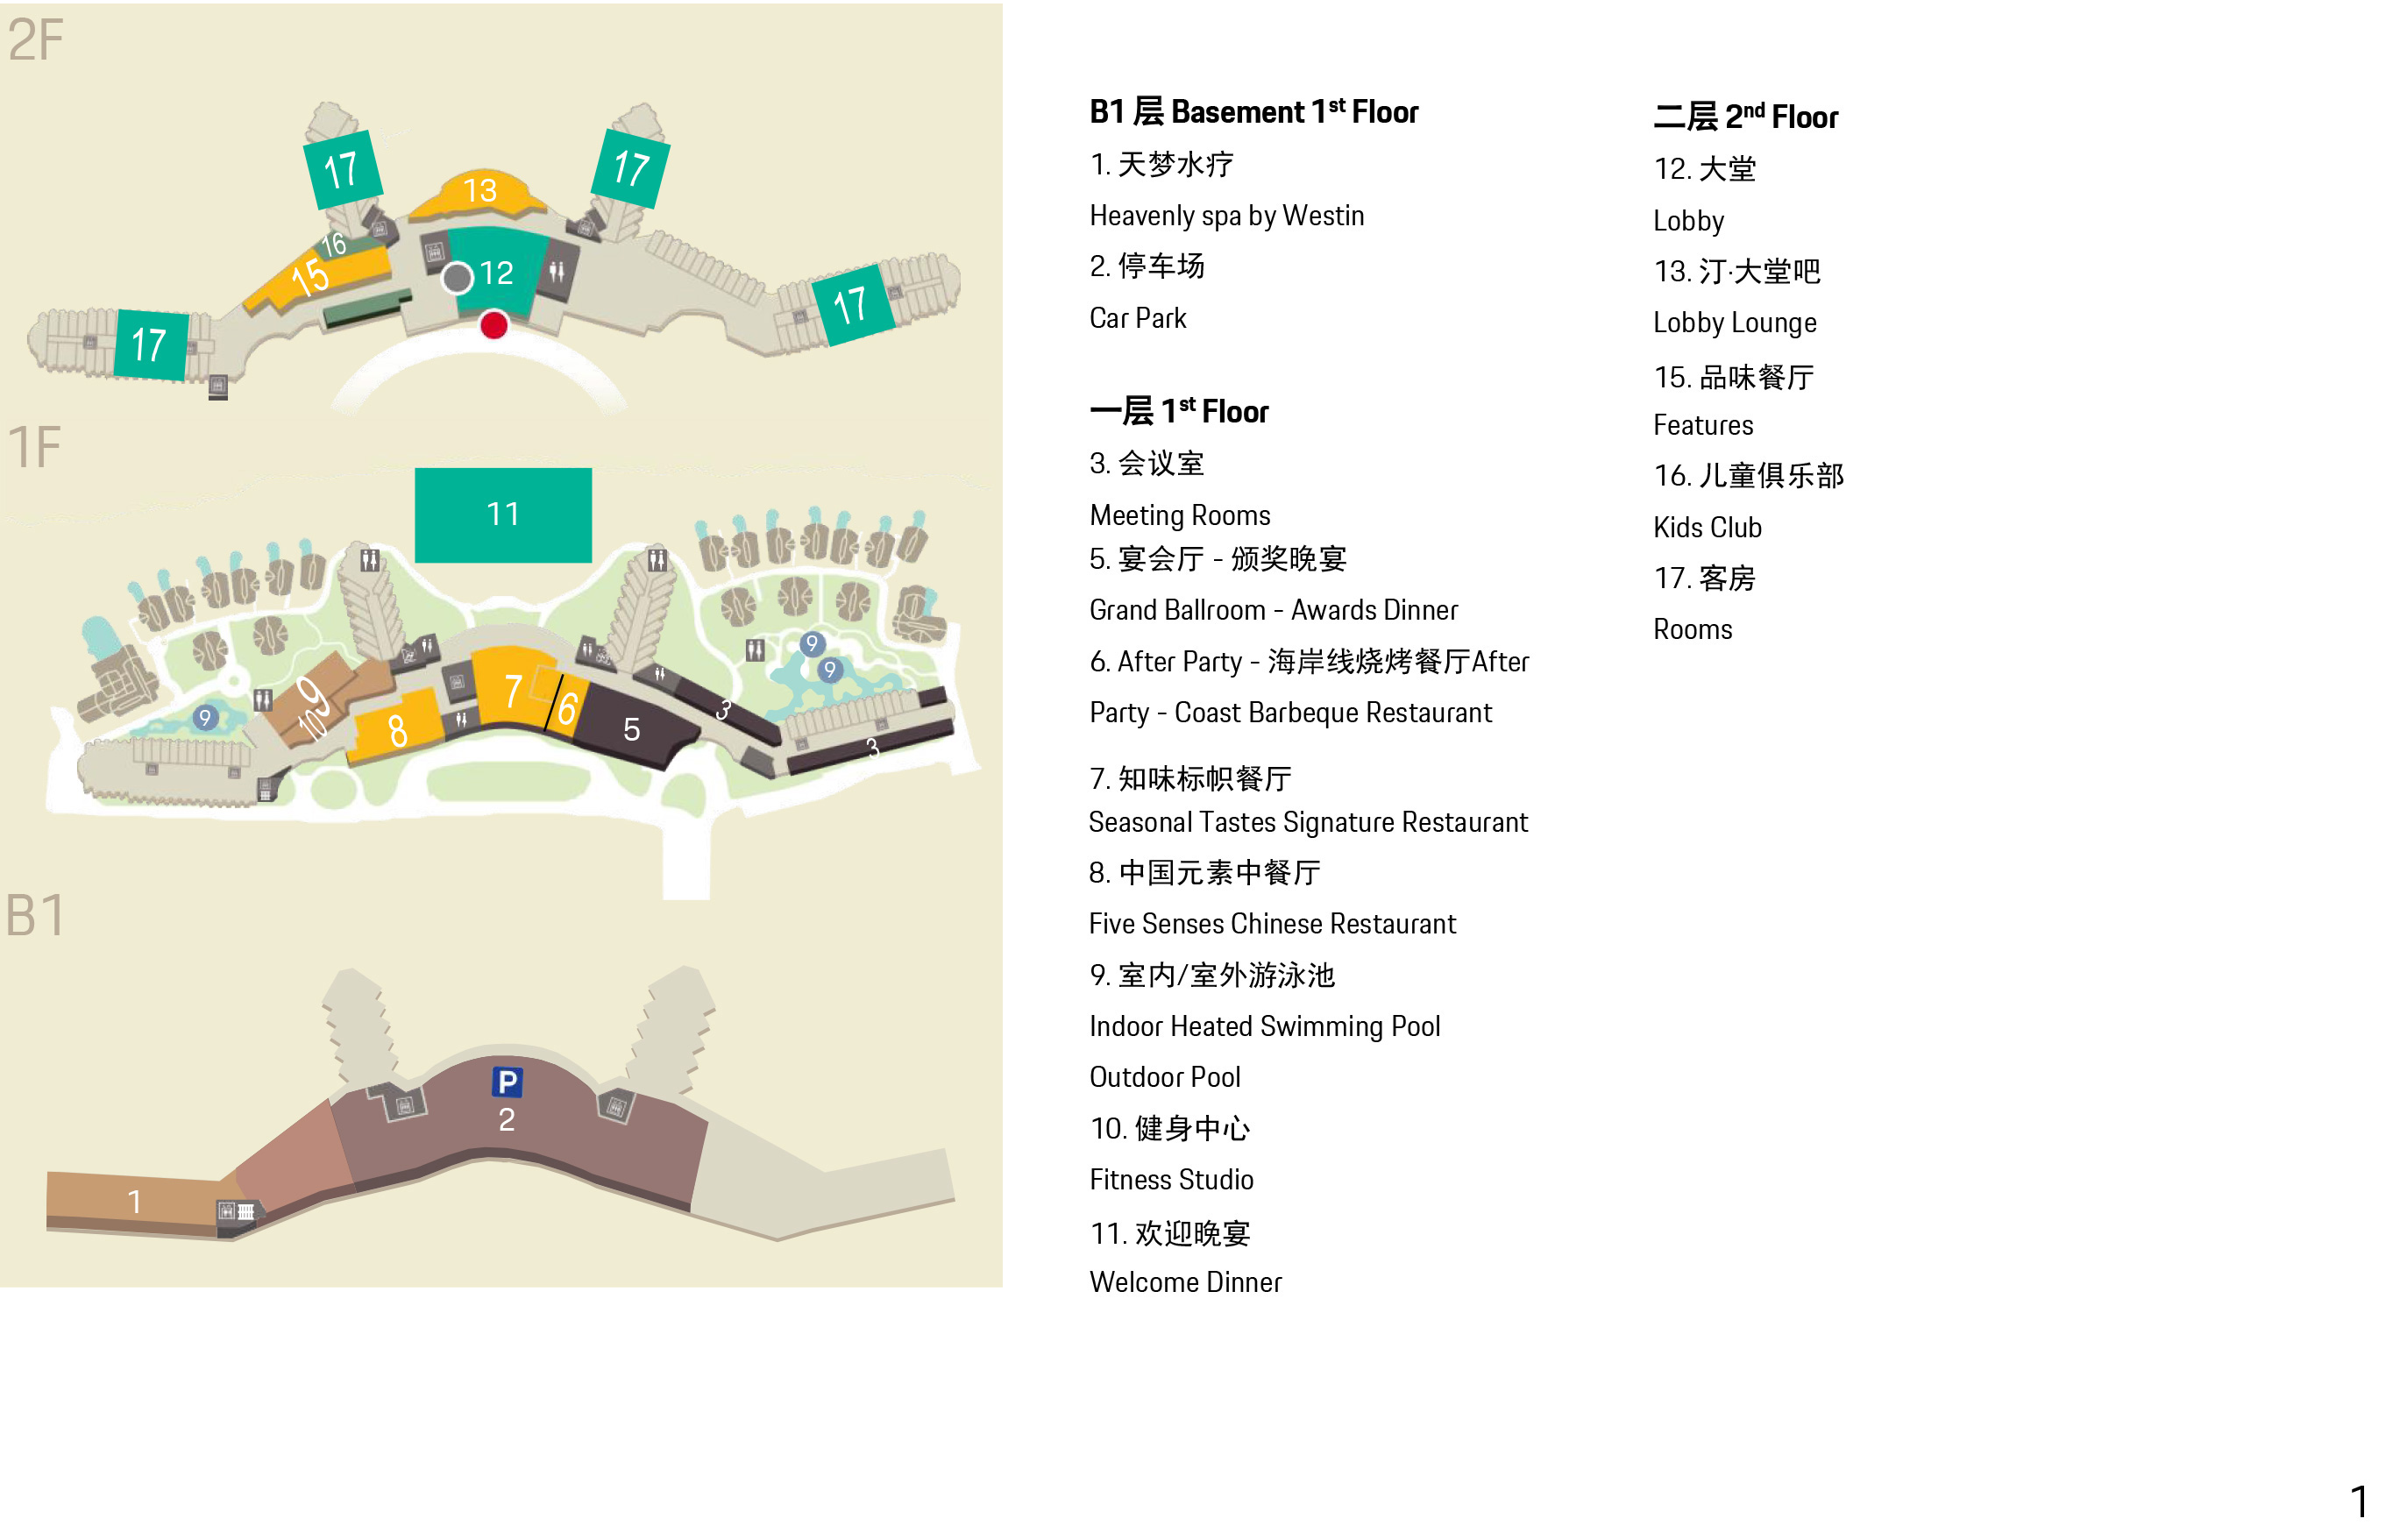 2F
17
17
13
16
15
12
17
17
1F
11
9
9
9
10
9
8
7
6
5
3
3
B1
P
2
1
B1 层 Basement 1st Floor
1. 天梦水疗
Heavenly spa by Westin
2. 停车场
Car Park
一层 1st Floor
3. 会议室
Meeting Rooms
5. 宴会厅 - 颁奖晚宴
Grand Ballroom - Awards Dinner
6. After Party - 海岸线烧烤餐厅After
Party - Coast Barbeque Restaurant
7. 知味标帜餐厅
Seasonal Tastes Signature Restaurant
8. 中国元素中餐厅
Five Senses Chinese Restaurant
9. 室内/室外游泳池
Indoor Heated Swimming Pool
Outdoor Pool
10. 健身中心
Fitness Studio
11. 欢迎晚宴
Welcome Dinner
二层 2nd Floor
12. 大堂
Lobby
13. 汀·大堂吧
Lobby Lounge
15. 品味餐厅
Features
16. 儿童俱乐部
Kids Club
17. 客房
Rooms
1